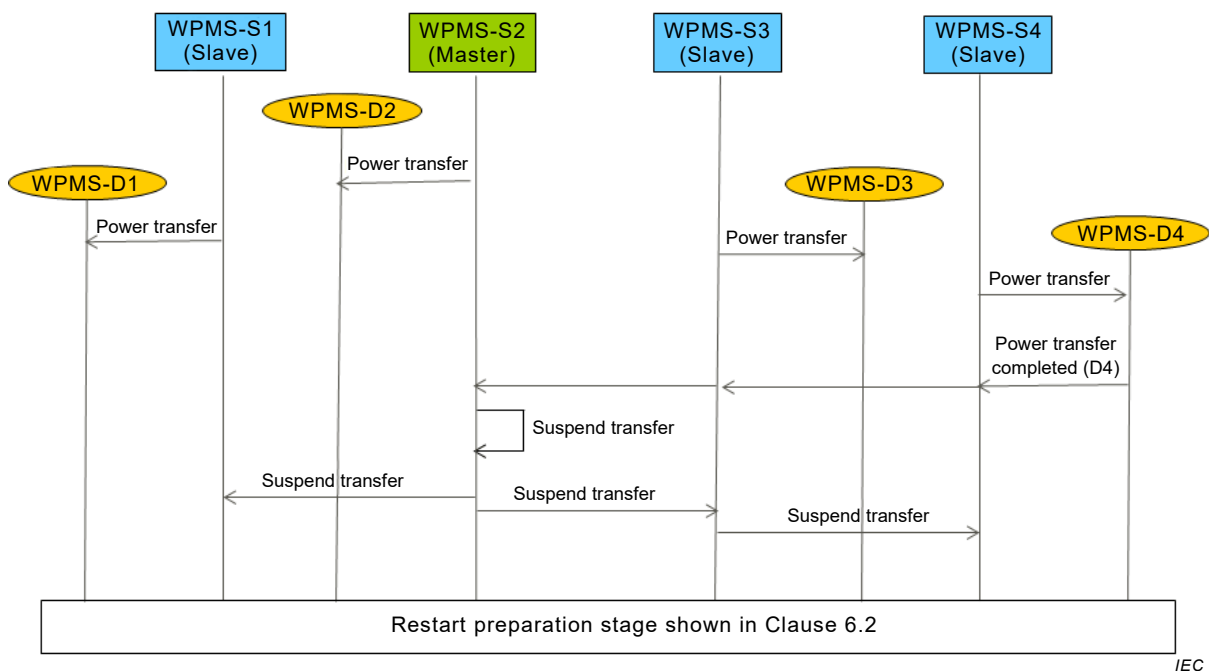 WPMS-S1
(Slave)
WPMS-S2
(Master)
WPMS-S3
(Slave)
WPMS-S4
(Slave)
WPMS-D2
WPMS-D1
WPMS-D3
WPMS-D4
Power transfer
Power transfer
Power transfer
Power transfer
Power transfer
completed (D4)
Suspend transfer
Suspend transfer
Suspend transfer
Suspend transfer
Restart preparation stage shown in Clause 6.2
IEC